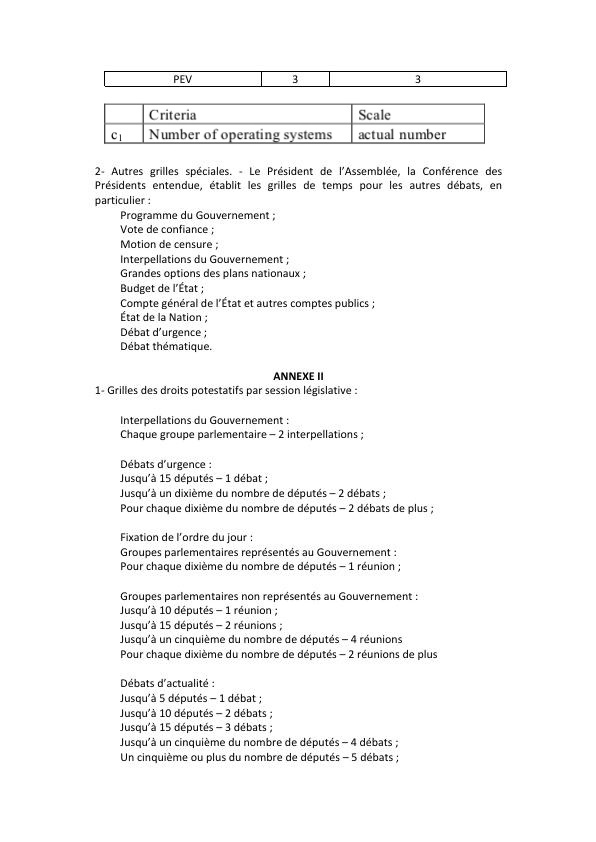 PEV 3 3
Criteria Scale
c1 Number of operating systems actual number
2- Autres grilles spéciales. - Le Président de l’Assemblée, la Conférence des
Présidents entendue, établit les grilles de temps pour les autres débats, en
particulier :
Programme du Gouvernement ;
Vote de confiance ;
Motion de censure ;
Interpellations du Gouvernement ;
Grandes options des plans nationaux ;
Budget de l’État ;
Compte général de l’État et autres comptes publics ;
État de la Nation ;
Débat d’urgence ;
Débat thématique.
ANNEXE II
1- Grilles des droits potestatifs par session législative :
Interpellations du Gouvernement :
Chaque groupe parlementaire – 2 interpellations ;
Débats d’urgence :
Jusqu’à 15 députés – 1 débat ;
Jusqu’à un dixième du nombre de députés – 2 débats ;
Pour chaque dixième du nombre de députés – 2 débats de plus ;
Fixation de l’ordre du jour :
Groupes parlementaires représentés au Gouvernement :
Pour chaque dixième du nombre de députés – 1 réunion ;
Groupes parlementaires non représentés au Gouvernement :
Jusqu’à 10 députés – 1 réunion ;
Jusqu’à 15 députés – 2 réunions ;
Jusqu’à un cinquième du nombre de députés – 4 réunions
Pour chaque dixième du nombre de députés – 2 réunions de plus
Débats d’actualité :
Jusqu’à 5 députés – 1 débat ;
Jusqu’à 10 députés – 2 débats ;
Jusqu’à 15 députés – 3 débats ;
Jusqu’à un cinquième du nombre de députés – 4 débats ;
Un cinquième ou plus du nombre de députés – 5 débats ;